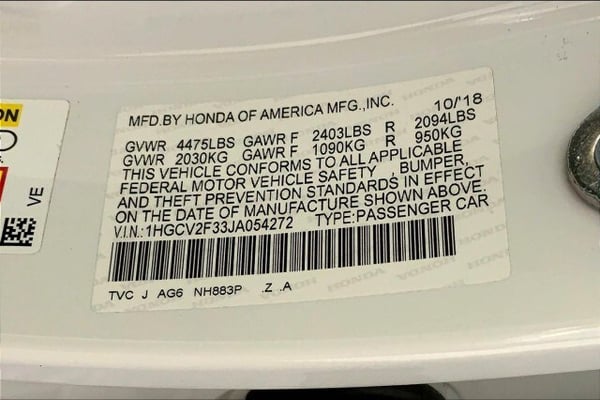 MFD.BY HONDA OF AMERICA MFG.,INC. 10/'18
GVWR 4475LBS GAWR F 2403LBS R 2094LBS
GVWR 2030KG GAWR F 1090KG R 950KG
THIS VEHICLE CONFORMS TO ALL APPLICABLE
FEDERAL MOTOR VEHICLE SAFETY , BUMPER,
AND THEFT PREVENTION STANDARDS IN EFFECT
ON THE DATE OF MANUFACTURE SHOWN ABOVE.
V.I.N.:1HGCV2F33JA054272 TYPE:PASSENGER CAR
TVC J AG6 NH883P .Z .A
ON
VE